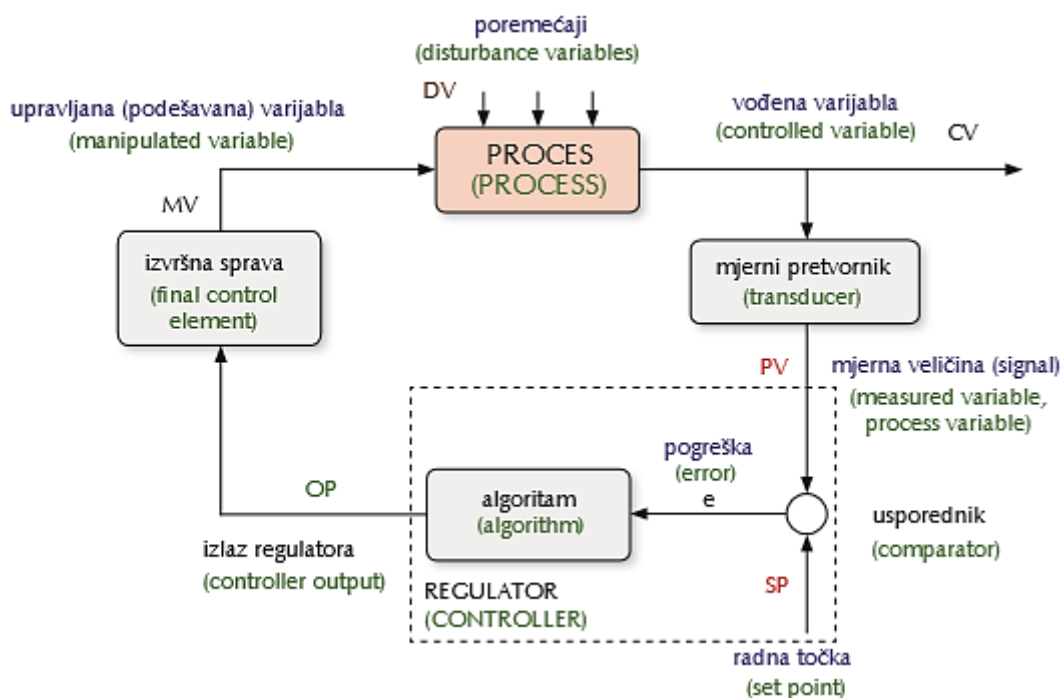 poremećaji
(disturbance variables)
DV
upravljana (podešavana) varijabla
(manipulated variable)
vođena varijabla
(controlled variable)
CV
PROCES
(PROCESS)
MV
izvršna sprava
(final control
element)
mjerni pretvornik
(transducer)
PV
mjerna veličina (signal)
(measured variable,
process variable)
pogreška
(error)
e
OP
algoritam
(algorithm)
usporednik
(comparator)
izlaz regulatora
(controller output)
REGULATOR
(CONTROLLER)
SP
radna točka
(set point)